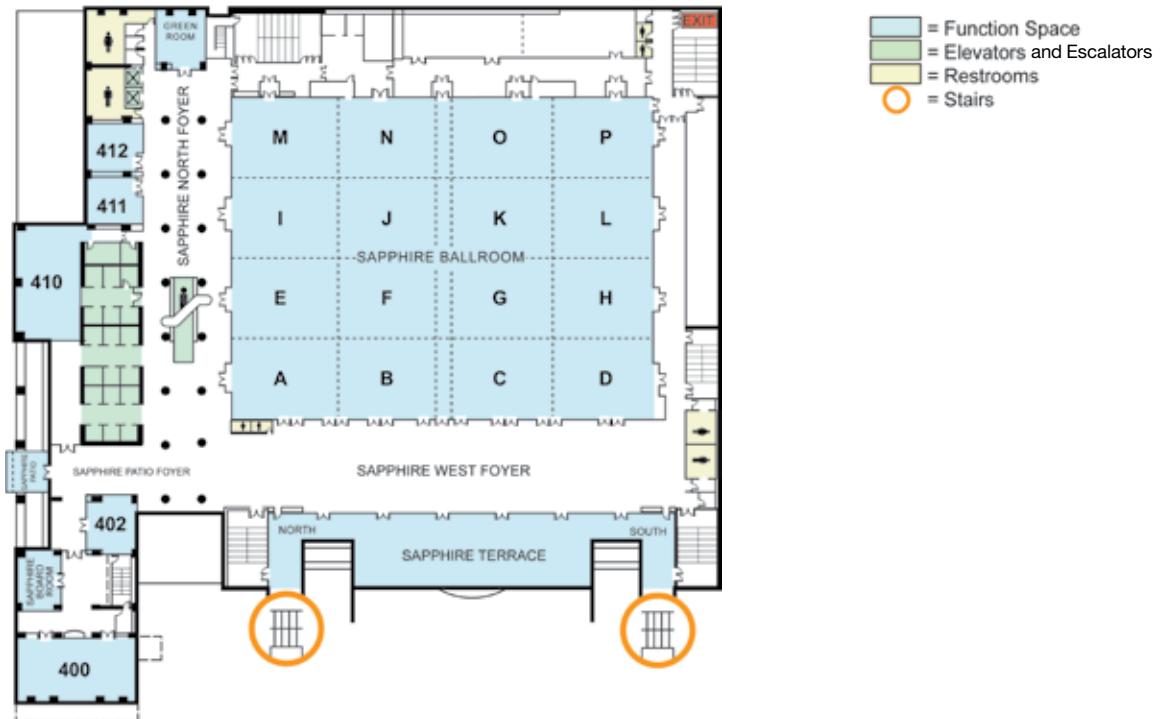 GREEN
ROOM
EXIT
= Function Space
= Elevators and Escalators
= Restrooms
= Stairs
SAPPHIRE NORTH FOYER
412
411
410
M N O P
I J K L
SAPPHIRE BALLROOM
E F G H
A B C D
SAPPHIRE
PATIO
SAPPHIRE PATIO FOYER
SAPPHIRE WEST FOYER
402
NORTH
SOUTH
SAPPHIRE TERRACE
SAPPHIRE
BOARD
ROOM
400